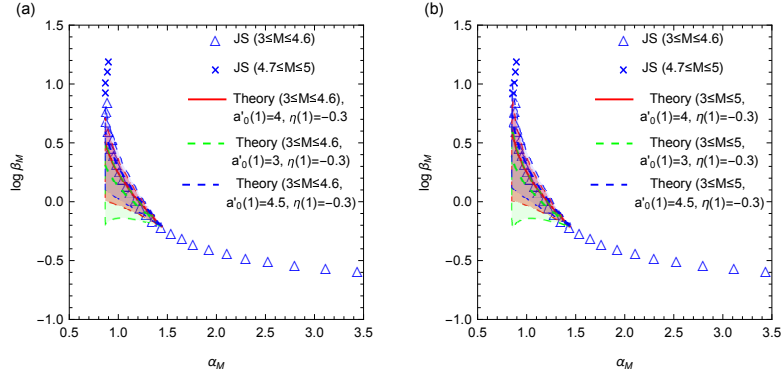 (a)
1.5
1.0
0.5
0.0
−0.5
−1.0
log β_M
0.5 1.0 1.5 2.0 2.5 3.0 3.5
α_M
JS (3≤M≤4.6)
JS (4.7≤M≤5)
Theory (3≤M≤4.6),
a'₀(1)=4, η(1)=−0.3
Theory (3≤M≤4.6,
a'₀(1)=3, η(1)=−0.3)
Theory (3≤M≤4.6,
a'₀(1)=4.5, η(1)=−0.3)
(b)
1.5
1.0
0.5
0.0
−0.5
−1.0
log β_M
0.5 1.0 1.5 2.0 2.5 3.0 3.5
α_M
JS (3≤M≤4.6)
JS (4.7≤M≤5)
Theory (3≤M≤5,
a'₀(1)=4, η(1)=−0.3)
Theory (3≤M≤5,
a'₀(1)=3, η(1)=−0.3)
Theory (3≤M≤5,
a'₀(1)=4.5, η(1)=−0.3)